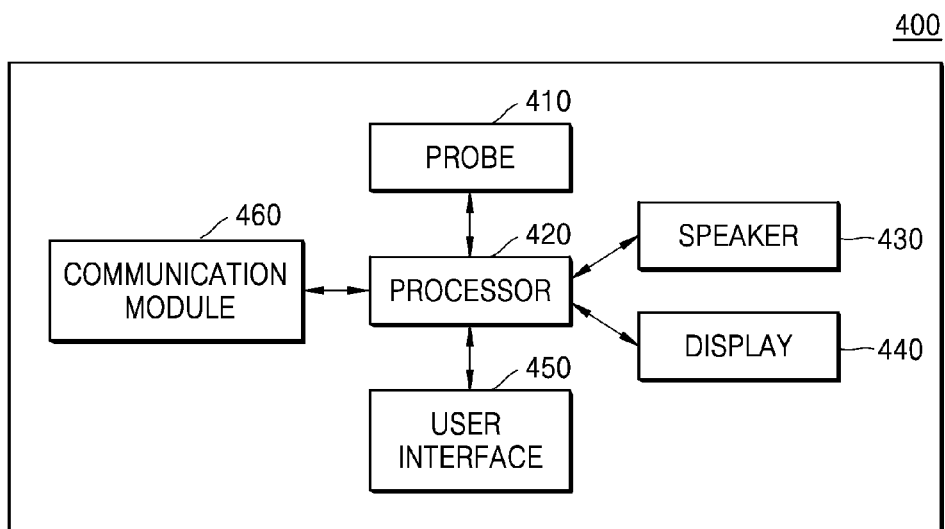 400
410
PROBE
460
COMMUNICATION
MODULE
420
PROCESSOR
SPEAKER
430
DISPLAY
440
450
USER
INTERFACE